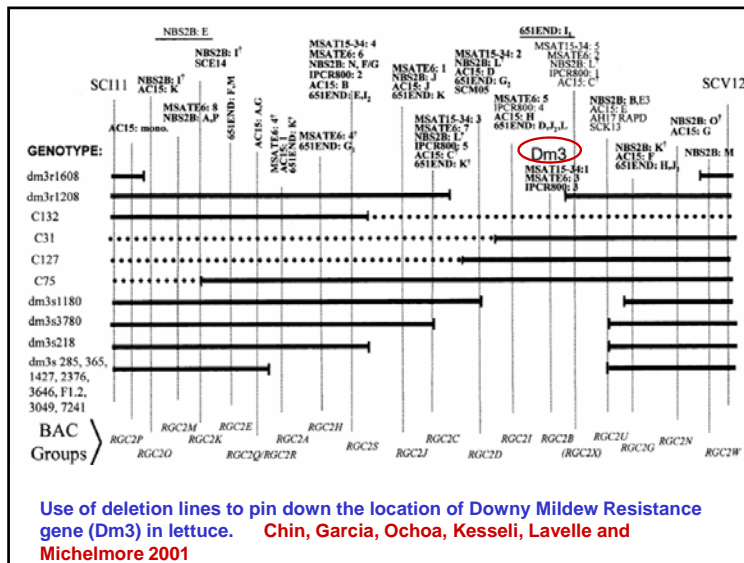 NBS2B: E
NBS2B: I†
SCE14
SCI11
NBS2B: I†
AC15: K
MSATE6: 8
NBS2B: A,P
AC15: mono.
651END: F,M
AC15: A,G
MSATE6: 4†
AC15: I
651END: K†
MSAT15-34: 4
MSATE6: 6
NBS2B: N, F/G
IPCR800: 2
AC15: B
651END: E,J2
MSATE6: 4†
651END: G3
MSATE6: 1
NBS2B: J
AC15: J
651END: K
MSAT15-34: 3
MSATE6: 7
NBS2B: L†
IPCR800: 5
AC15: C†
651END: K†
MSAT15-34: 2
NBS2B: L†
AC15: D
651END: G2
SCM05
MSATE6: 5
IPCR800: 4
AC15: H
651END: D,J2,L
651END: I1
MSAT15-34: 5
MSATE6: 2
NBS2B: L†
IPCR800: 1
AC15: C†
Dm3
MSAT15-34:1
MSATE6: 3
IPCR800: 3
NBS2B: B,E3
AC15: E
AH17 RAPD
SCK13
NBS2B: K†
AC15: F
651END: H,J1
NBS2B: O†
AC15: G
NBS2B: M
SCV12
GENOTYPE:
dm3r1608
dm3r1208
C132
C31
C127
C75
dm3s1180
dm3s3780
dm3s218
dm3s 285, 365,
1427, 2376,
3646, F1.2,
3049, 7241
BAC
Groups
RGC2P
RGC2O
RGC2M
RGC2K
RGC2E
RGC2Q/RGC2R
RGC2A
RGC2H
RGC2S
RGC2J
RGC2C
RGC2D
RGC2I
RGC2B
(RGC2X)
RGC2U
RGC2G
RGC2N
RGC2W
Use of deletion lines to pin down the location of Downy Mildew Resistance
gene (Dm3) in lettuce. Chin, Garcia, Ochoa, Kesseli, Lavelle and
Michelmore 2001